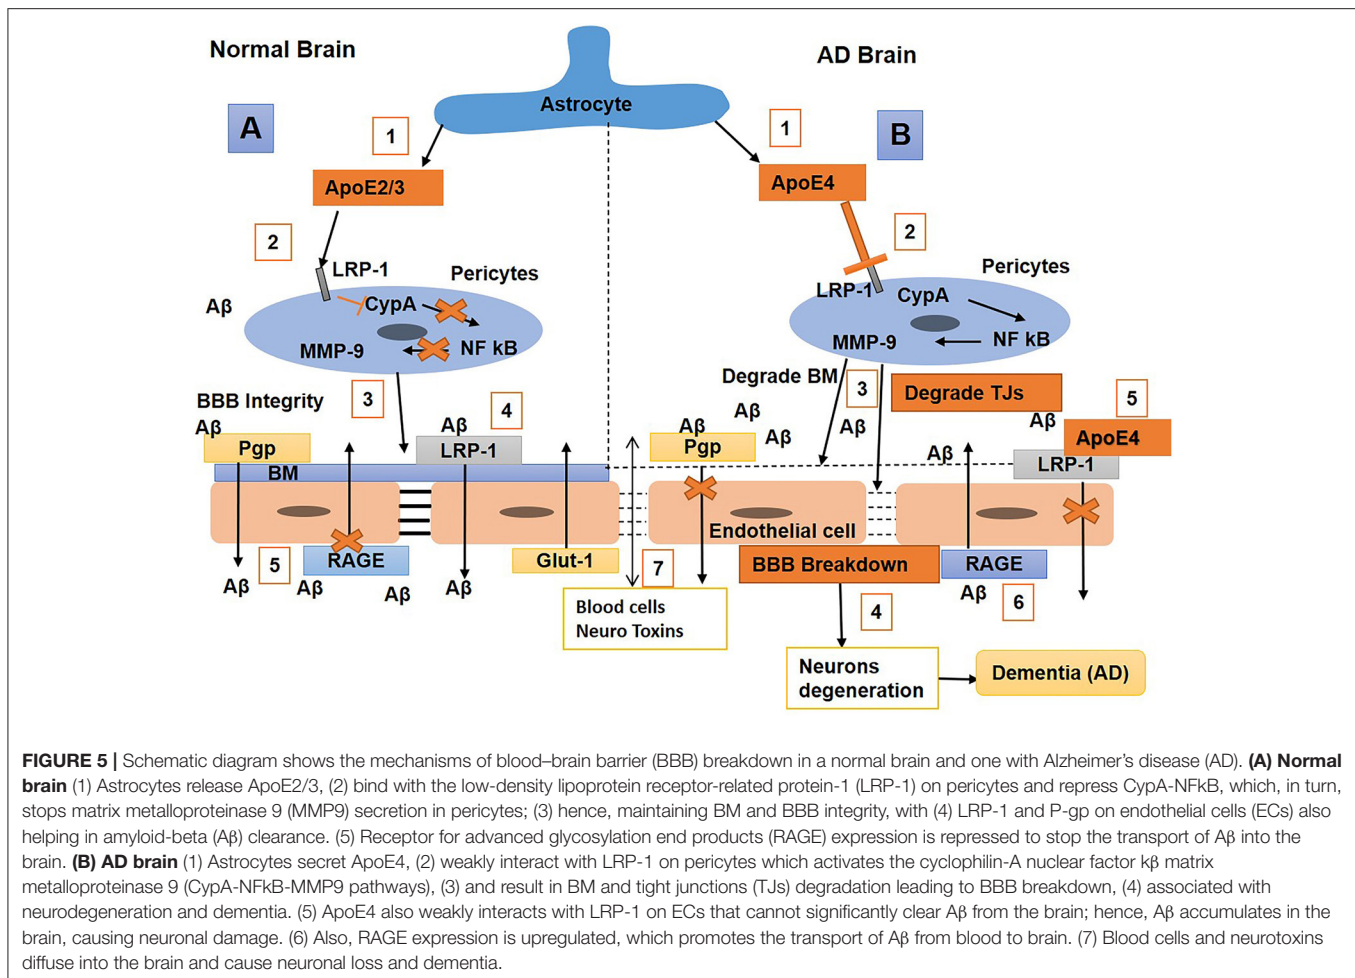 Normal Brain
AD Brain
Astrocyte
A
1
1
B
ApoE2/3
ApoE4
2
2
LRP-1
Pericytes
Pericytes
Aβ
CypA
LRP-1
CypA
MMP-9
NF kB
MMP-9
NF kB
BBB Integrity
3
4
Degrade BM
3
Degrade TJs
5
Aβ
Aβ
Aβ
Aβ
Aβ
Aβ
Aβ
Pgp
LRP-1
Pgp
Aβ
ApoE4
LRP-1
BM
Endothelial cell
5
RAGE
Glut-1
7
BBB Breakdown
RAGE
Aβ
Aβ
Aβ
Aβ
Aβ
6
Blood cells
Neuro Toxins
4
Neurons
degeneration
Dementia (AD)
FIGURE 5 | Schematic diagram shows the mechanisms of blood–brain barrier (BBB) breakdown in a normal brain and one with Alzheimer's disease (AD). (A) Normal
brain (1) Astrocytes release ApoE2/3, (2) bind with the low-density lipoprotein receptor-related protein-1 (LRP-1) on pericytes and repress CypA-NFkB, which, in turn,
stops matrix metalloproteinase 9 (MMP9) secretion in pericytes; (3) hence, maintaining BM and BBB integrity, with (4) LRP-1 and P-gp on endothelial cells (ECs) also
helping in amyloid-beta (Aβ) clearance. (5) Receptor for advanced glycosylation end products (RAGE) expression is repressed to stop the transport of Aβ into the
brain. (B) AD brain (1) Astrocytes secret ApoE4, (2) weakly interact with LRP-1 on pericytes which activates the cyclophilin-A nuclear factor kβ matrix
metalloproteinase 9 (CypA-NFkB-MMP9 pathways), (3) and result in BM and tight junctions (TJs) degradation leading to BBB breakdown, (4) associated with
neurodegeneration and dementia. (5) ApoE4 also weakly interacts with LRP-1 on ECs that cannot significantly clear Aβ from the brain; hence, Aβ accumulates in the
brain, causing neuronal damage. (6) Also, RAGE expression is upregulated, which promotes the transport of Aβ from blood to brain. (7) Blood cells and neurotoxins
diffuse into the brain and cause neuronal loss and dementia.